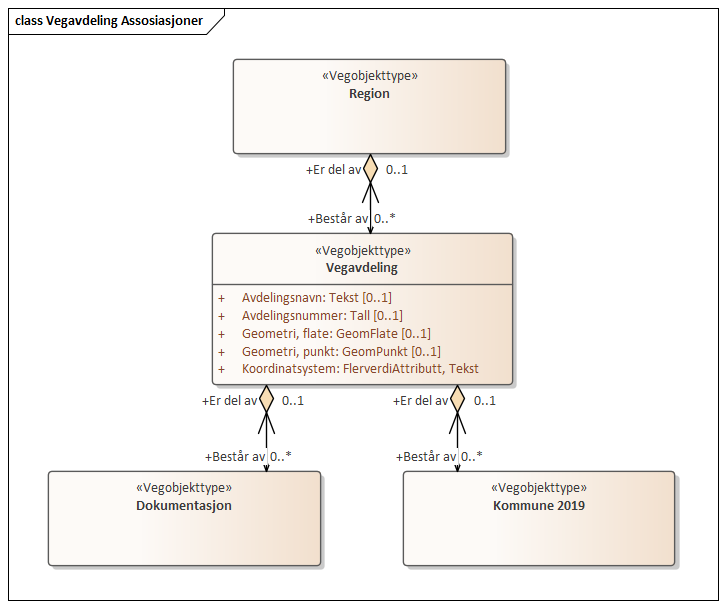 class Vegavdeling Assosiasjoner
«Vegobjekttype»
Region
+Er del av 0..1
+Består av 0..*
«Vegobjekttype»
Vegavdeling
+ Avdelingsnavn: Tekst [0..1]
+ Avdelingsnummer: Tall [0..1]
+ Geometri, flate: GeomFlate [0..1]
+ Geometri, punkt: GeomPunkt [0..1]
+ Koordinatsystem: FlerverdiAttributt, Tekst
+Er del av 0..1 +Er del av 0..1
+Består av 0..* +Består av 0..*
«Vegobjekttype»
Dokumentasjon
«Vegobjekttype»
Kommune 2019